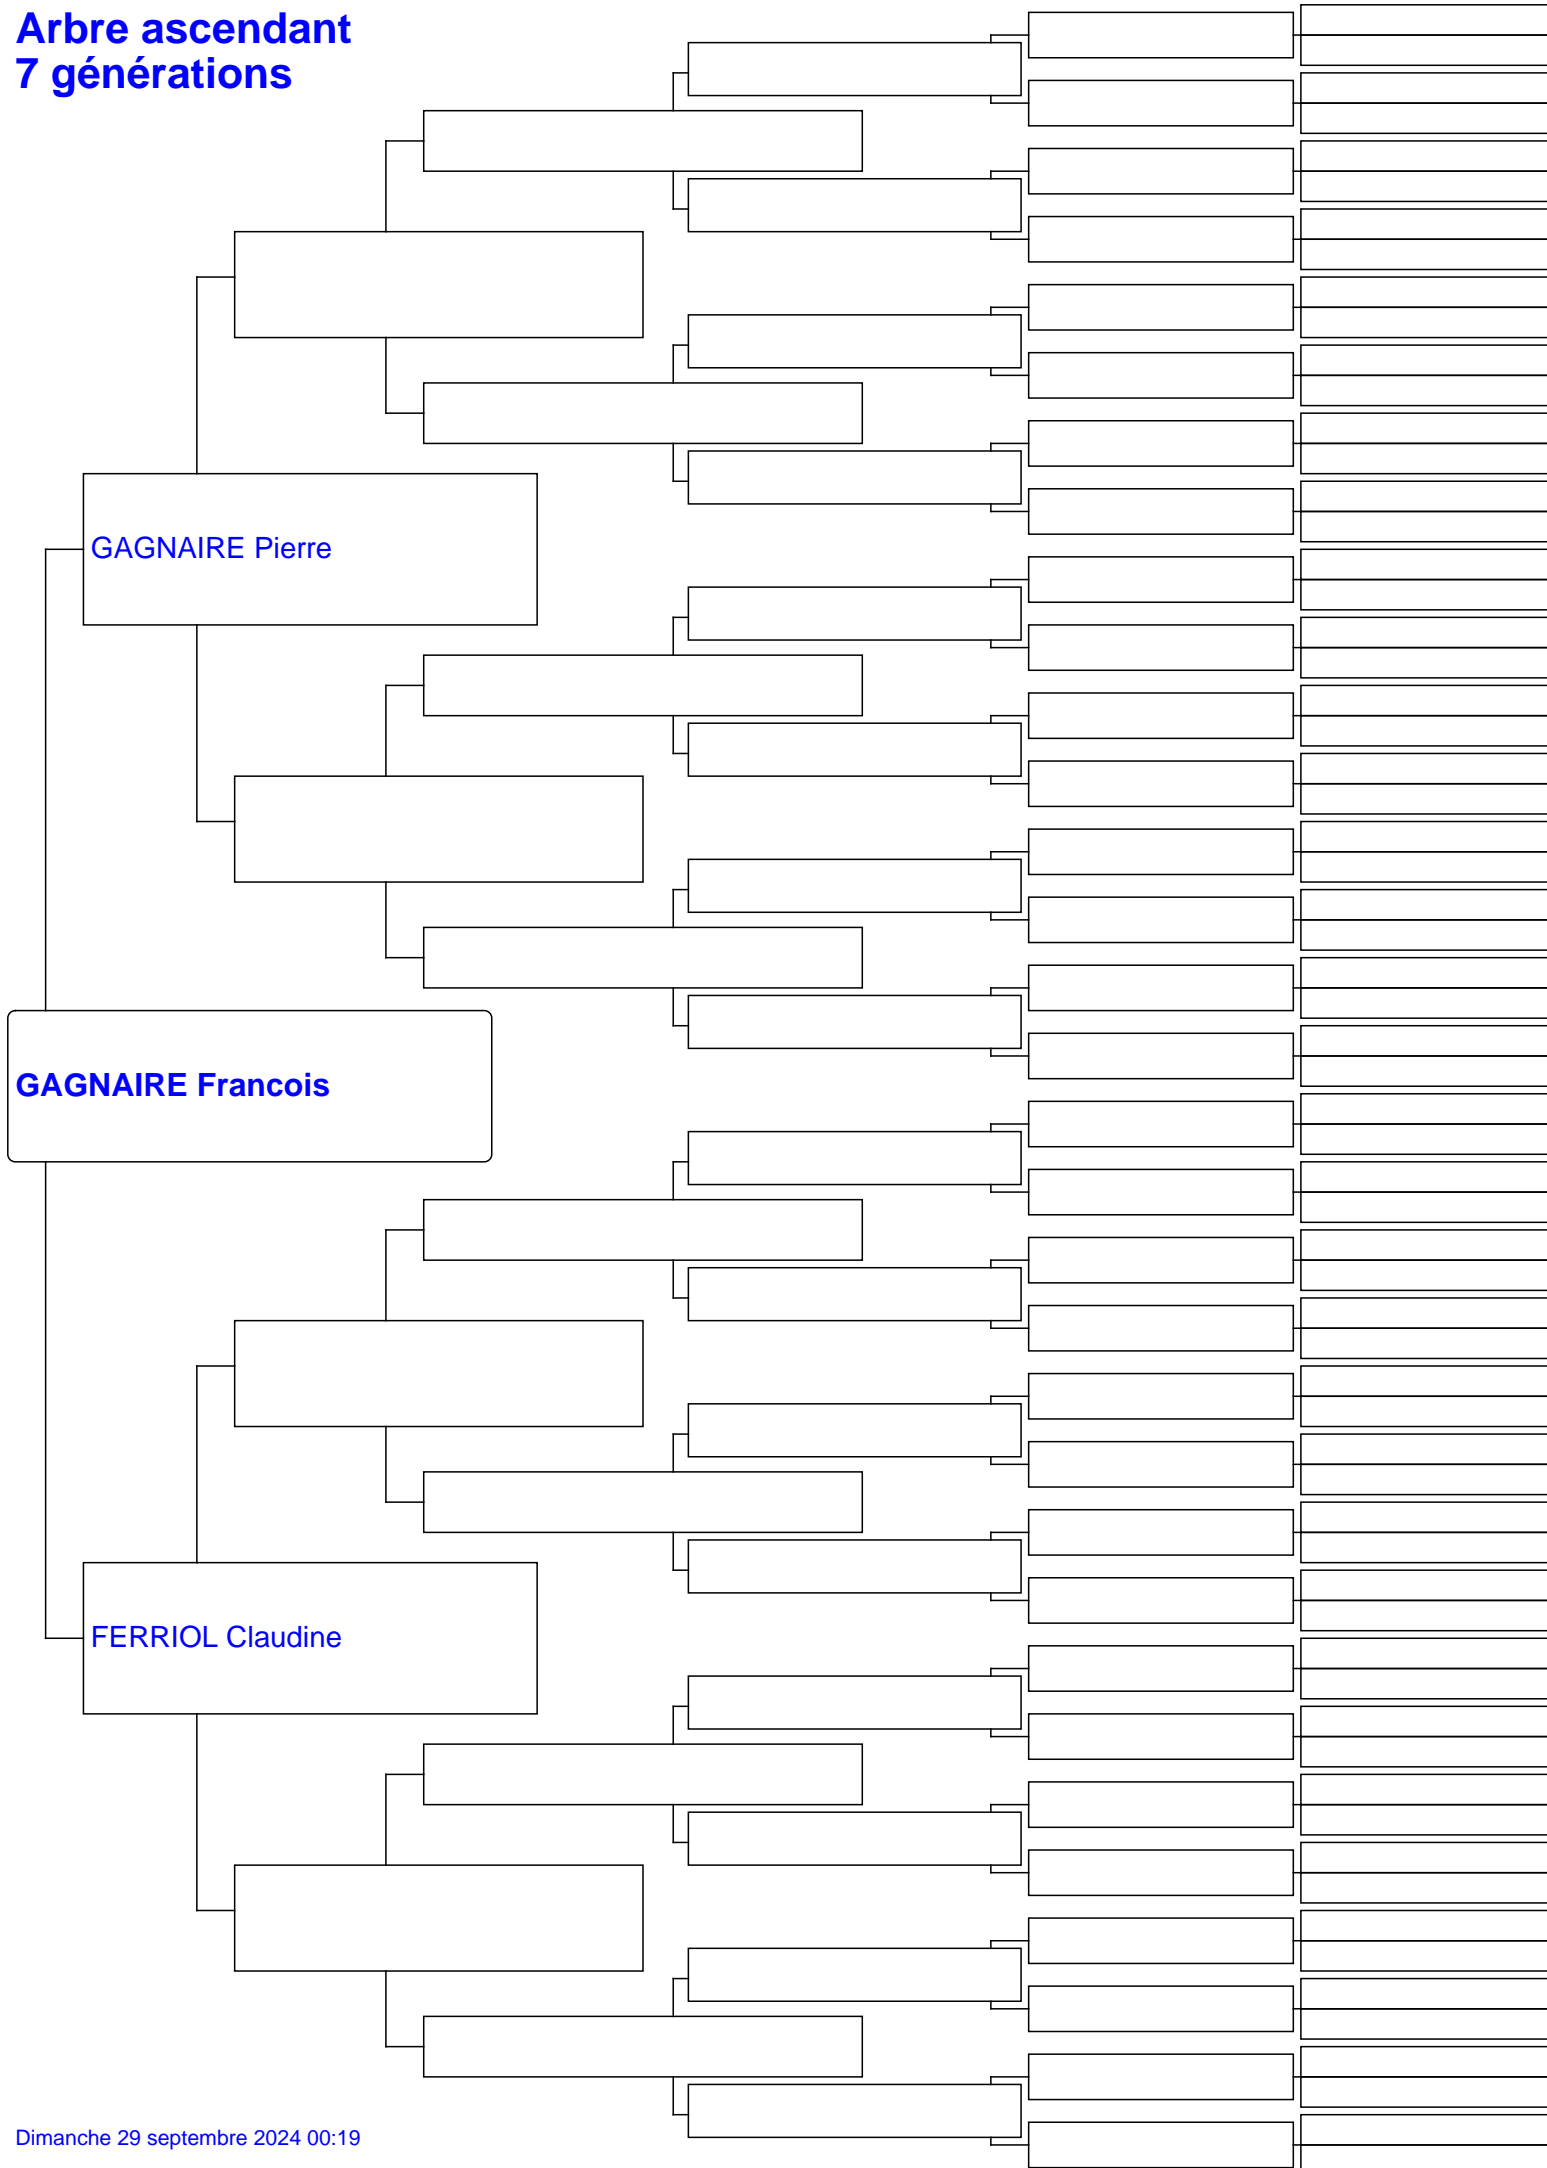 Arbre ascendant
7 générations
GAGNAIRE Pierre
GAGNAIRE Francois
FERRIOL Claudine
Dimanche 29 septembre 2024 00:19